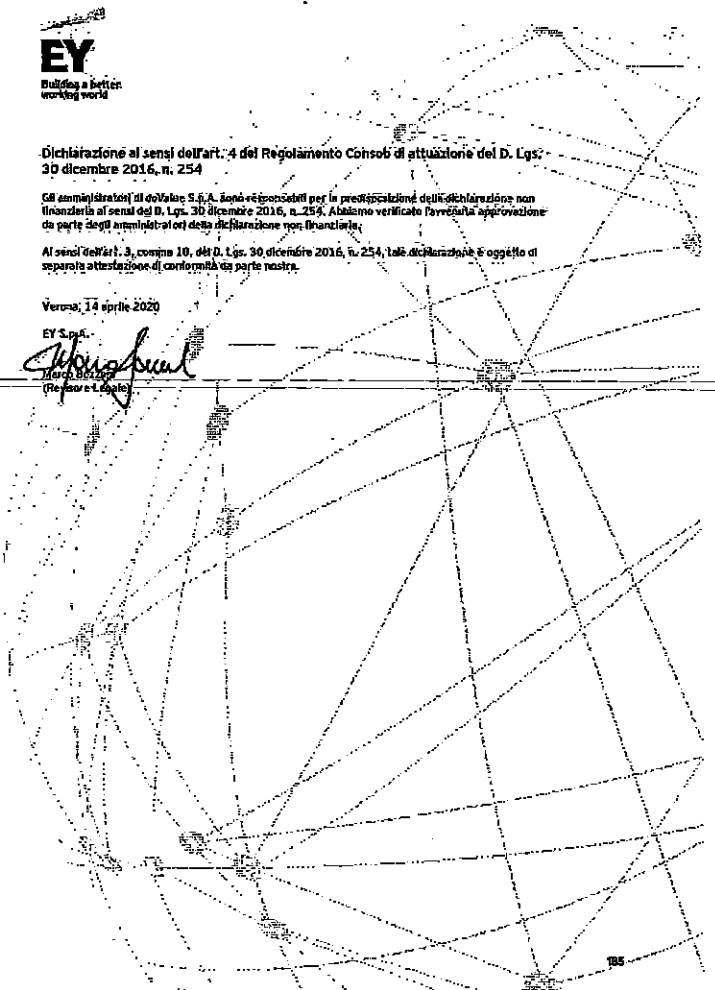 EY
Building a better
working world
Dichiarazione ai sensi dell'art. 4 del Regolamento Consob di attuazione del D. Lgs.
30 dicembre 2016, n. 254
Gli amministratori di doValue S.p.A. sono responsabili per la predisposizione della dichiarazione non
finanziaria ai sensi del D. Lgs. 30 dicembre 2016, n. 254. Abbiamo verificato l'avvenuta approvazione
da parte degli amministratori della dichiarazione non finanziaria.
Ai sensi dell'art. 3, comma 10, del D. Lgs. 30 dicembre 2016, n. 254, tale dichiarazione è oggetto di
separata attestazione di conformità da parte nostra.
Verona, 14 aprile 2020
EY S.p.A.
Marco
(Revisore Legale)
185